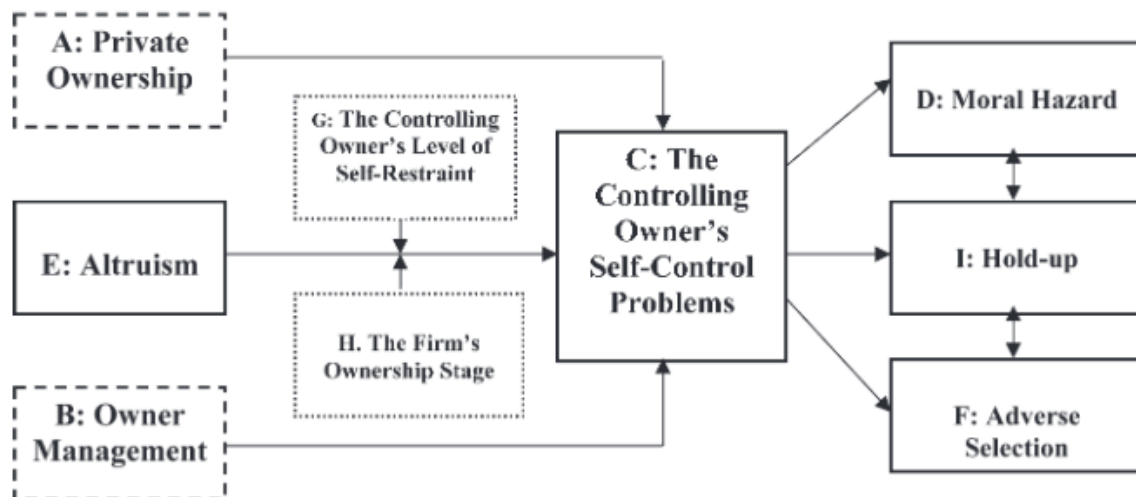 A: Private
Ownership
G: The Controlling
Owner's Level of
Self-Restraint
C: The
Controlling
Owner's
Self-Control
Problems
D: Moral Hazard
E: Altruism
I: Hold-up
H. The Firm's
Ownership Stage
B: Owner
Management
F: Adverse
Selection